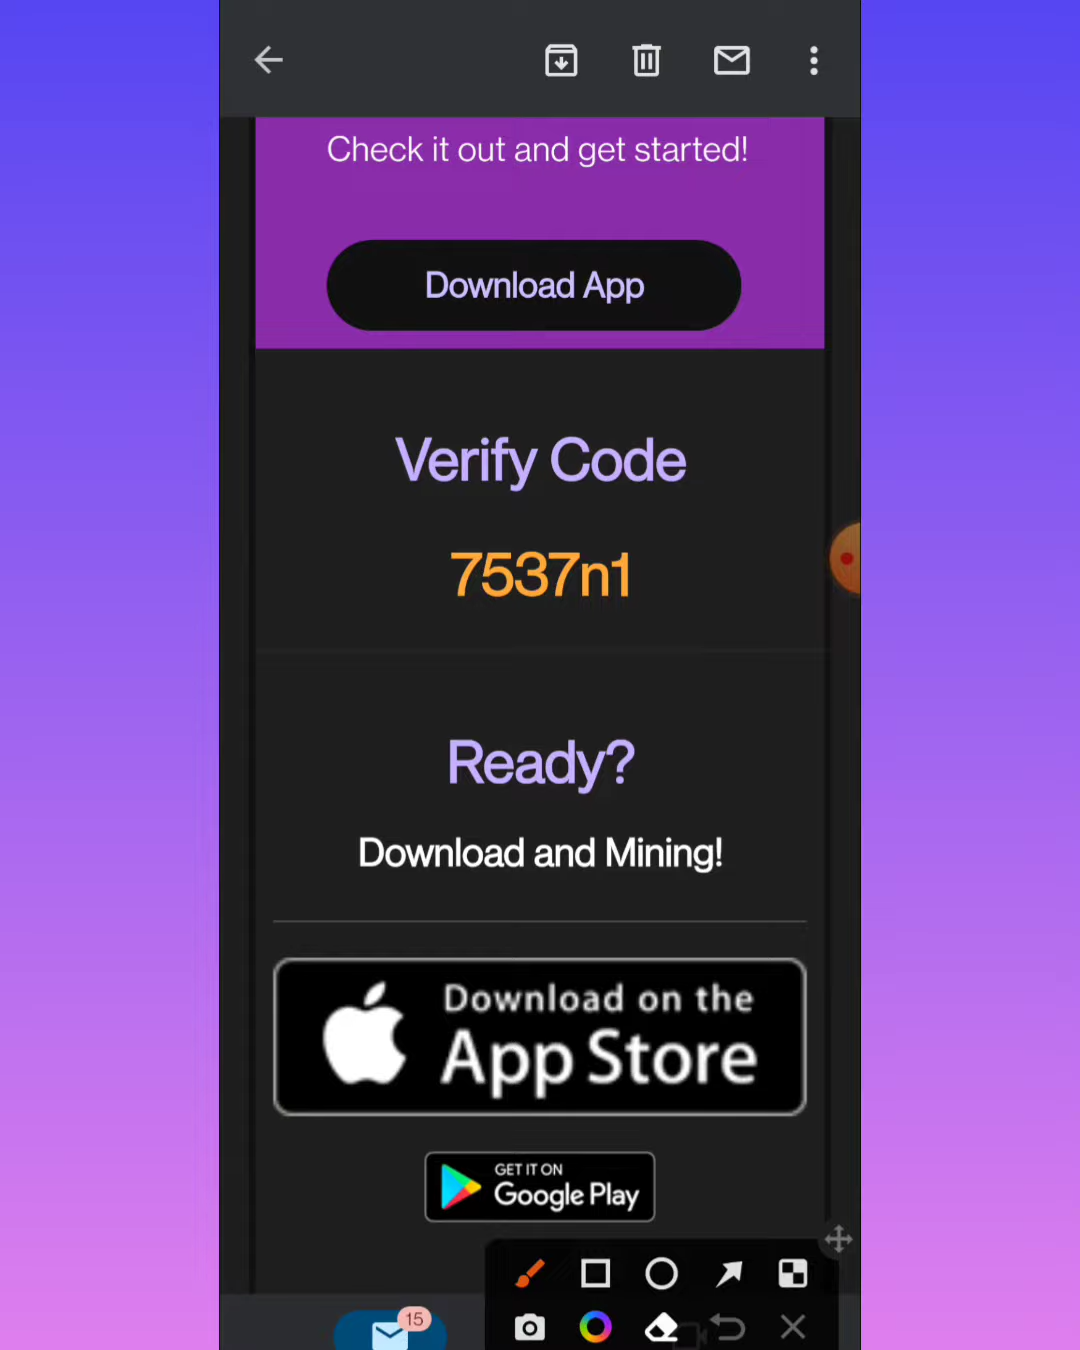 Check it out and get started!
Download App
Verify Code
7537n1
Ready?
Download and Mining!
Download on the
App Store
GET IT ON
Google Play
15